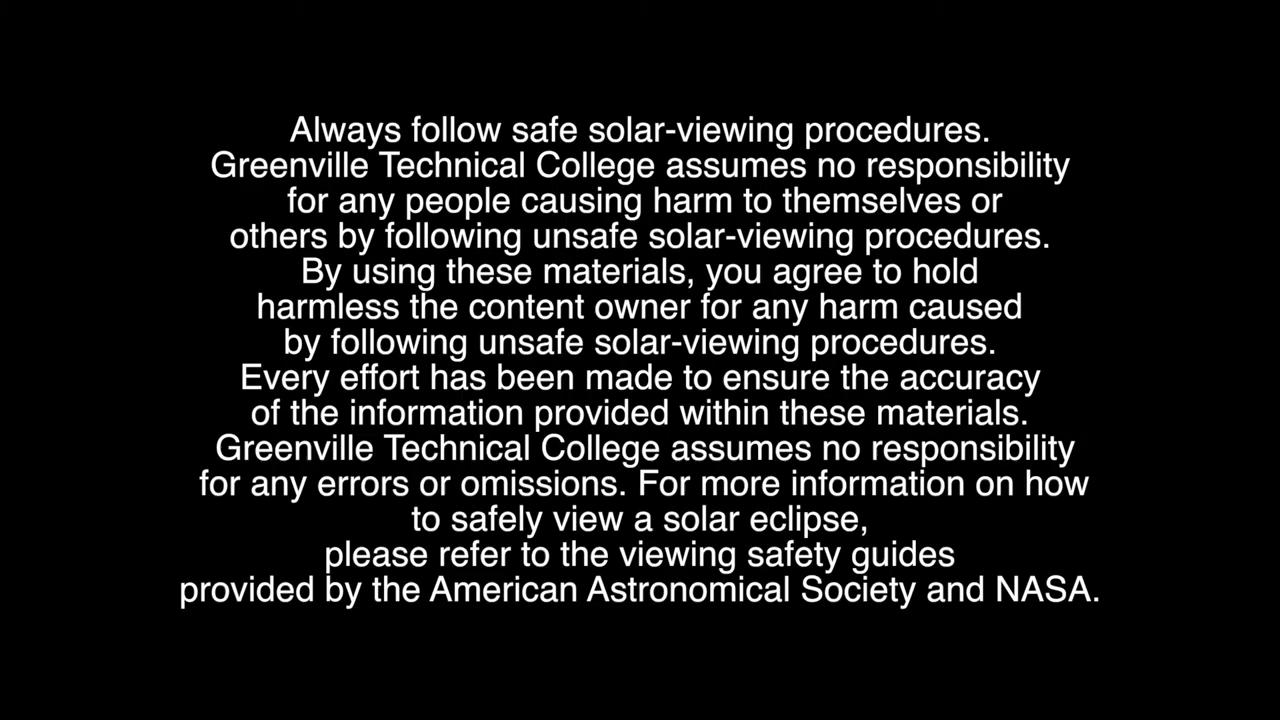 Always follow safe solar-viewing procedures.
Greenville Technical College assumes no responsibility
for any people causing harm to themselves or
others by following unsafe solar-viewing procedures.
By using these materials, you agree to hold
harmless the content owner for any harm caused
by following unsafe solar-viewing procedures.
Every effort has been made to ensure the accuracy
of the information provided within these materials.
Greenville Technical College assumes no responsibility
for any errors or omissions. For more information on how
to safely view a solar eclipse,
please refer to the viewing safety guides
provided by the American Astronomical Society and NASA.